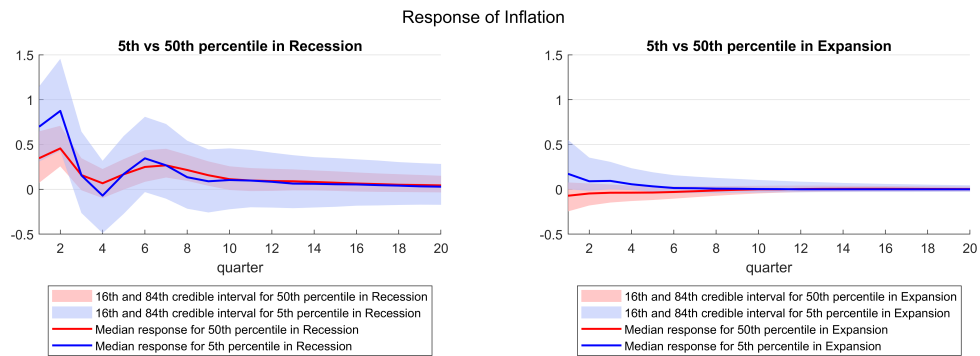 Response of Inflation
5th vs 50th percentile in Recession
1.5
1
0.5
0
-0.5
2 4 6 8 10 12 14 16 18 20
quarter
16th and 84th credible interval for 50th percentile in Recession
16th and 84th credible interval for 5th percentile in Recession
Median response for 50th percentile in Recession
Median response for 5th percentile in Recession
5th vs 50th percentile in Expansion
1.5
1
0.5
0
-0.5
2 4 6 8 10 12 14 16 18 20
quarter
16th and 84th credible interval for 50th percentile in Expansion
16th and 84th credible interval for 5th percentile in Expansion
Median response for 50th percentile in Expansion
Median response for 5th percentile in Expansion